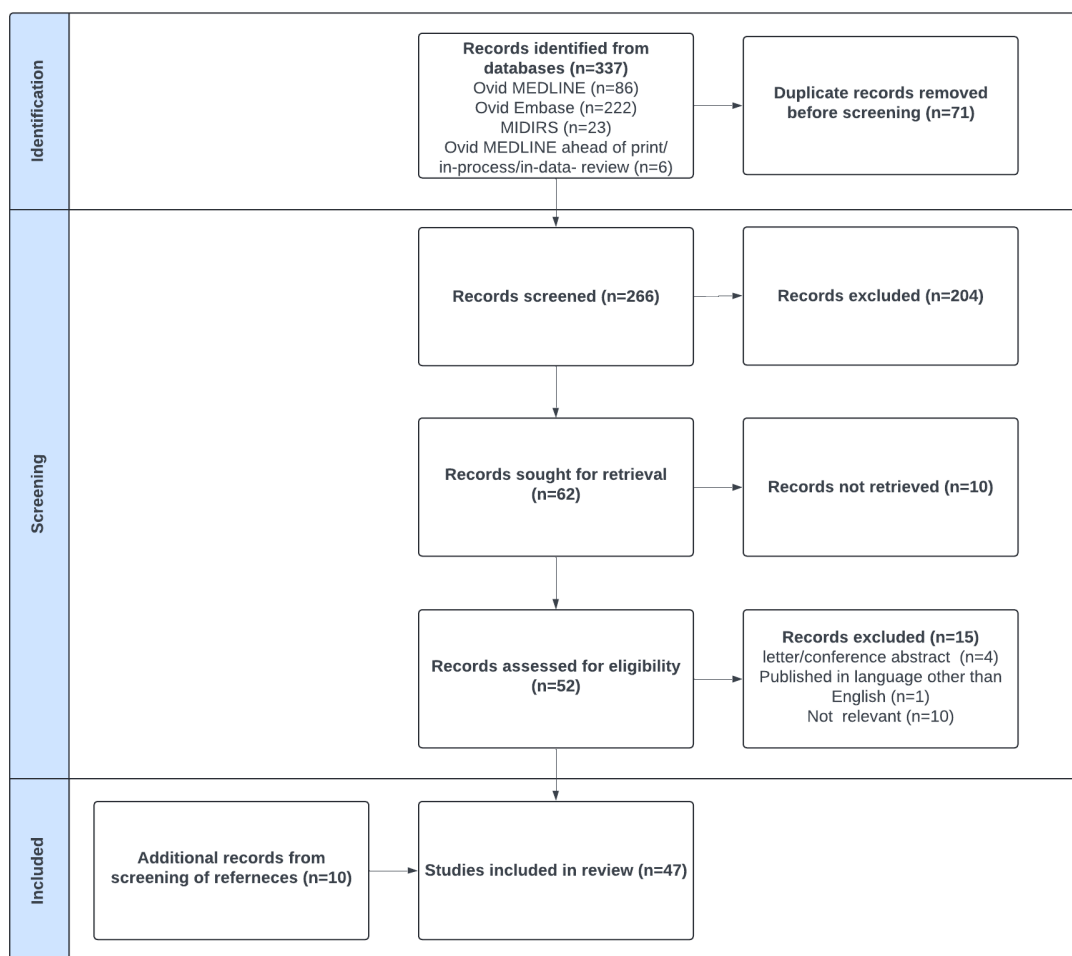 Identification
Records identified from
databases (n=337)
Ovid MEDLINE (n=86)
Ovid Embase (n=222)
MIDIRS (n=23)
Ovid MEDLINE ahead of print/
in-process/in-data- review (n=6)
Duplicate records removed
before screening (n=71)
Screening
Records screened (n=266)
Records excluded (n=204)
Records sought for retrieval
(n=62)
Records not retrieved (n=10)
Records assessed for eligibility
(n=52)
Records excluded (n=15)
letter/conference abstract (n=4)
Published in language other than
English (n=1)
Not relevant (n=10)
Included
Additional records from
screening of referneces (n=10)
Studies included in review (n=47)